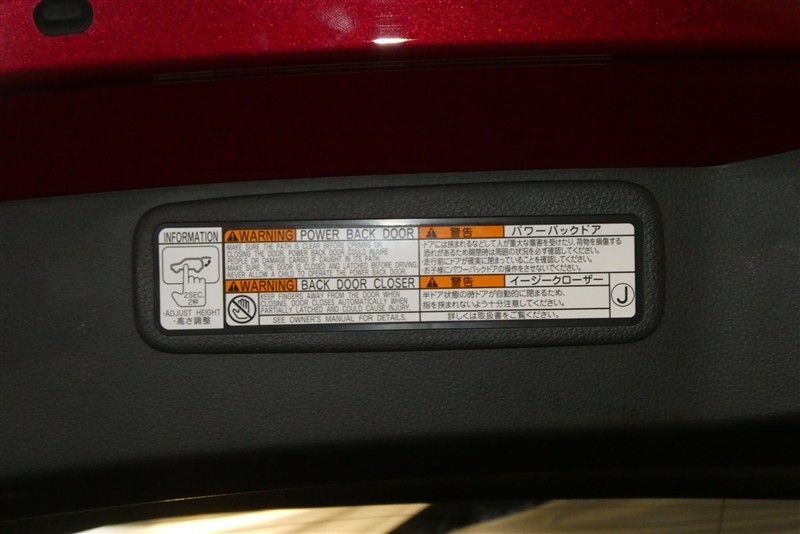 INFORMATION
2SEC.
2秒
·ADJUST HEIGHT
·高さ調整
WARNING POWER BACK DOOR
MAKE SURE THE PATH IS CLEAR BEFORE OPENING OR
CLOSING THE DOOR. POWER BACK DOOR COULD INJURE
PEOPLE OR DAMAGE CARGO IF CAUGHT IN ITS PATH.
MAKE SURE THE DOOR IS CLOSED AND LATCHED BEFORE DRIVING.
NEVER ALLOW A CHILD TO OPERATE THE POWER BACK DOOR.
WARNING BACK DOOR CLOSER
KEEP FINGERS AWAY FROM THE DOOR WHEN
CLOSING. DOOR CLOSES AUTOMATICALLY WHEN
PARTIALLY LATCHED AND COULD CAUSE INJURY.
SEE OWNER'S MANUAL FOR DETAILS.
警告 パワーバックドア
ドアには挟まれるなどして人が重大な傷害を受けたり、荷物を損傷する
恐れがあるため開閉時は周囲の状況を必ず確認してください。
·走行前にドアが確実に閉まっていることを確認してください。
·お子様にパワーバックドアの操作をさせないでください。
警告 イージークローザー
半ドア状態の時ドアが自動的に閉まるため、
指を挟まれないよう十分注意してください。
詳しくは取扱書をご覧ください。
J